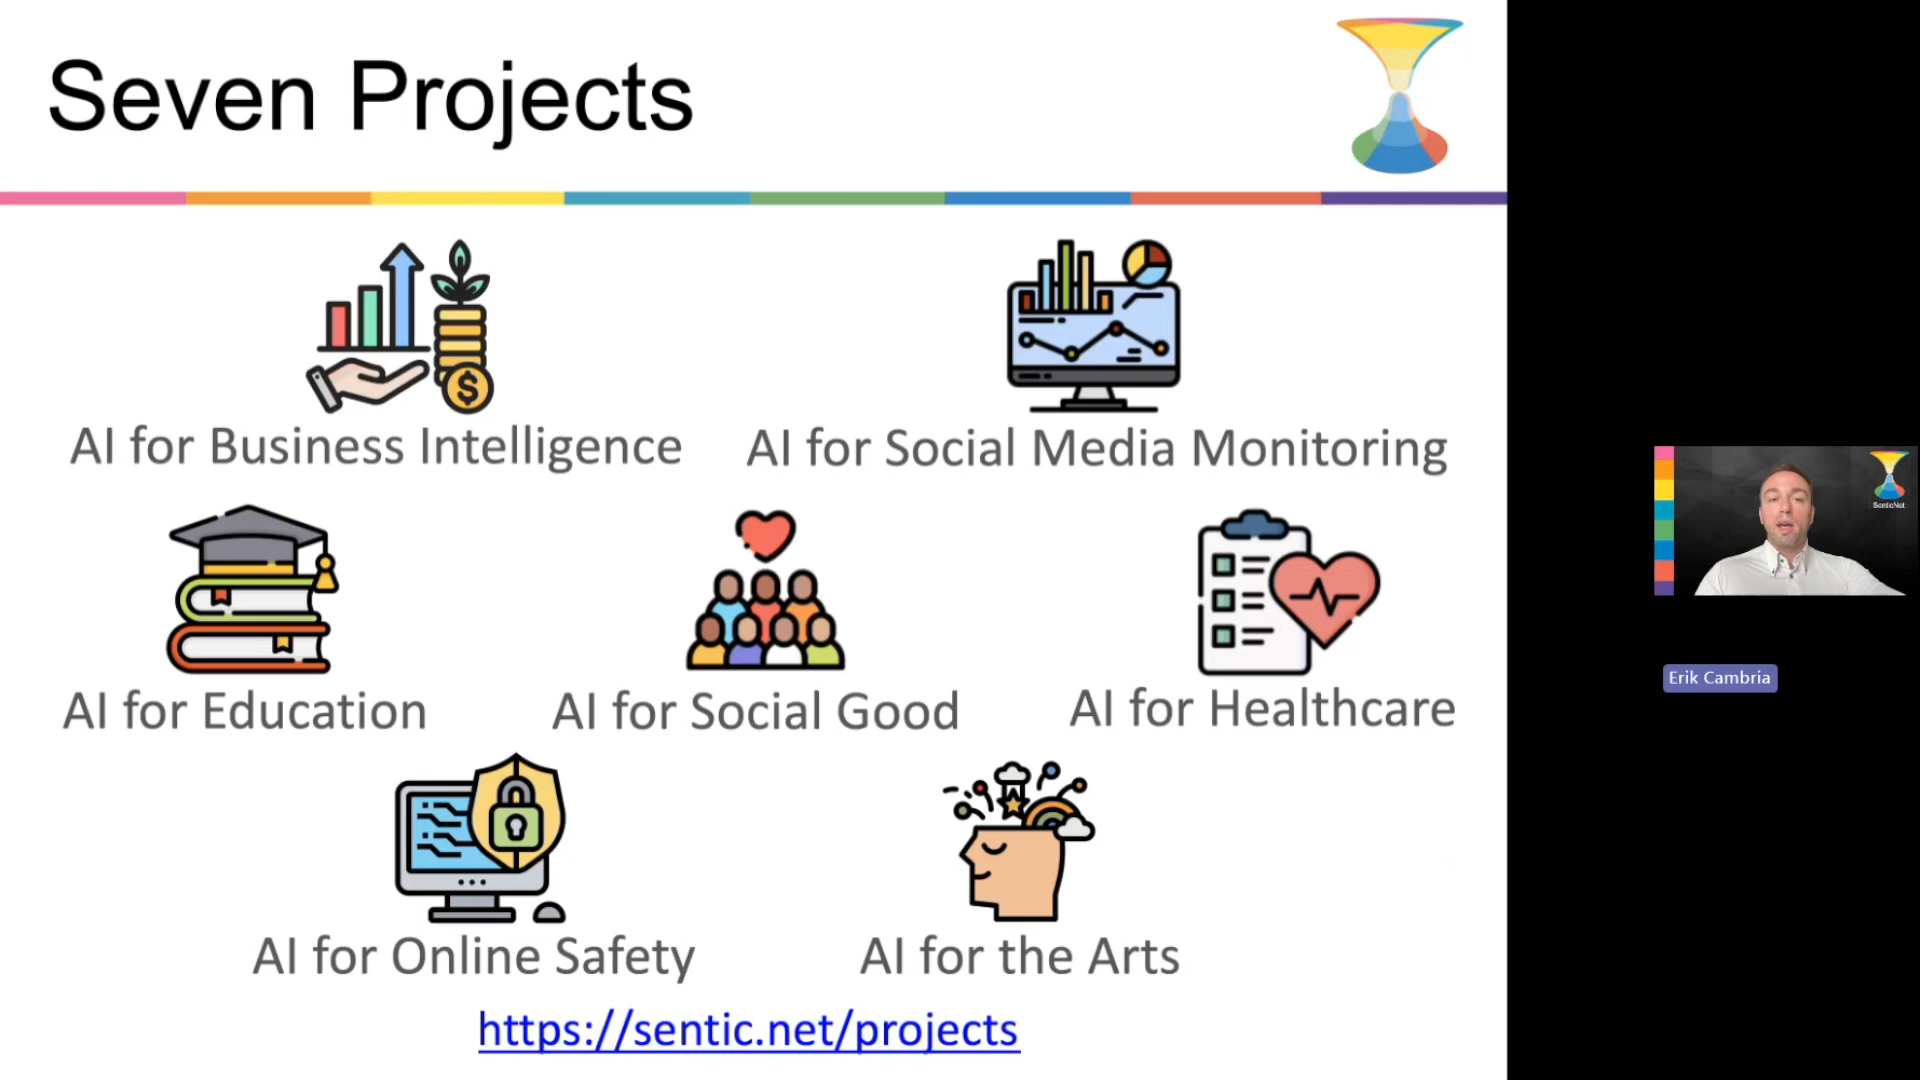 Seven Projects
AI for Business Intelligence
AI for Social Media Monitoring
$
AI for Education
AI for Social Good
AI for Healthcare
AI for Online Safety
AI for the Arts
https://sentic.net/projects
SenticNet
Erik Cambria